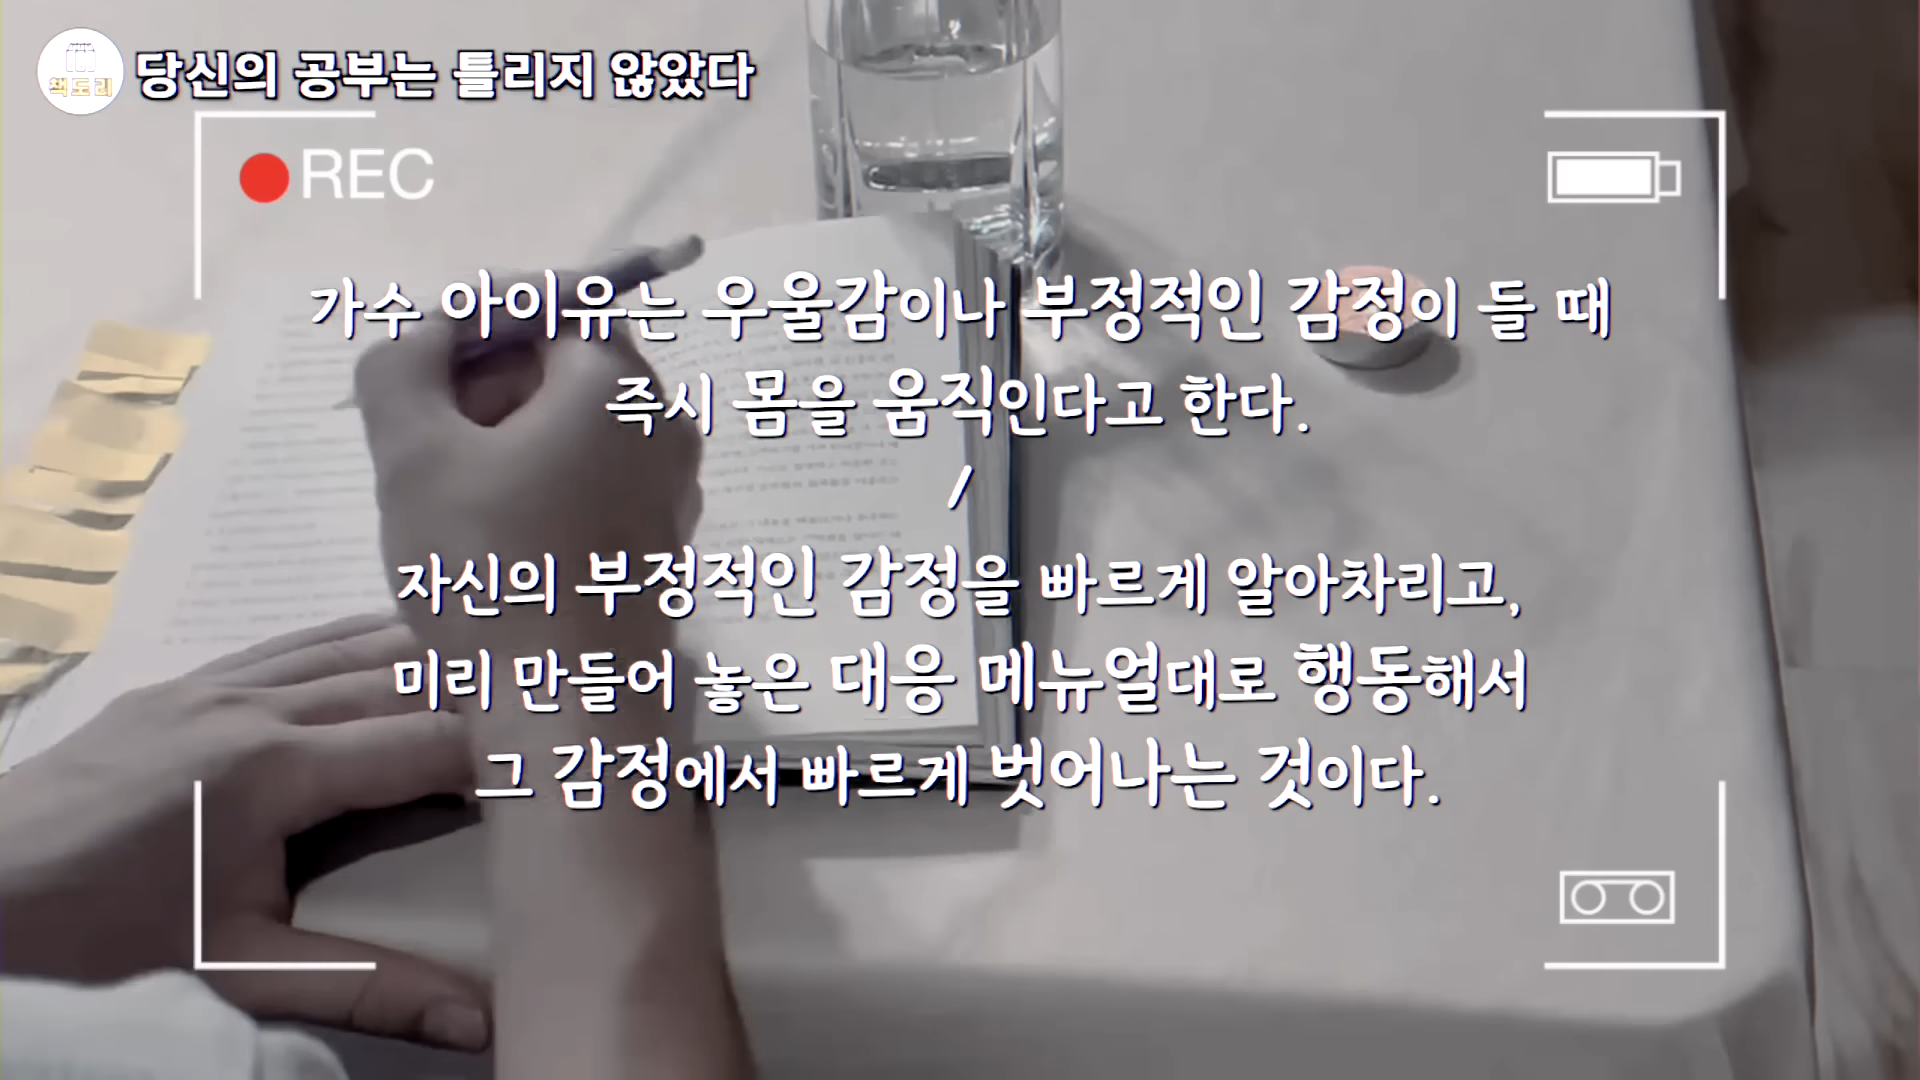 책도리
당신의 공부는 틀리지 않았다
REC
가수 아이유는 우울감이나 부정적인 감정이 들 때
즉시 몸을 움직인다고 한다.
/
자신의 부정적인 감정을 빠르게 알아차리고,
미리 만들어 놓은 대응 메뉴얼대로 행동해서
그 감정에서 빠르게 벗어나는 것이다.